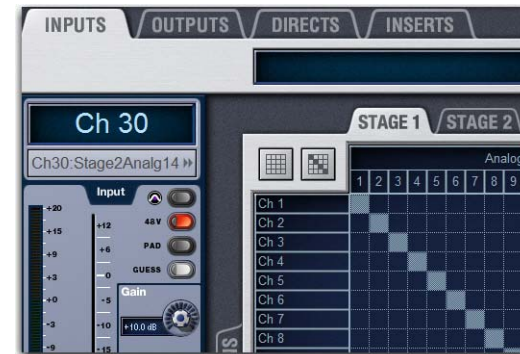 INPUTS OUTPUTS DIRECTS INSERTS
Ch 30
Ch30:Stage2Analg14
STAGE 1 STAGE 2
Analog
1 2 3 4 5 6 7 8 9
Input
48V
PAD
GUESS
Gain
+10.0 dB
+20
+15
+9
+3
+0
-3
-9
+12
+6
0
-5
-10
-15
Ch 1
Ch 2
Ch 3
Ch 4
Ch 5
Ch 6
Ch 7
Ch 8